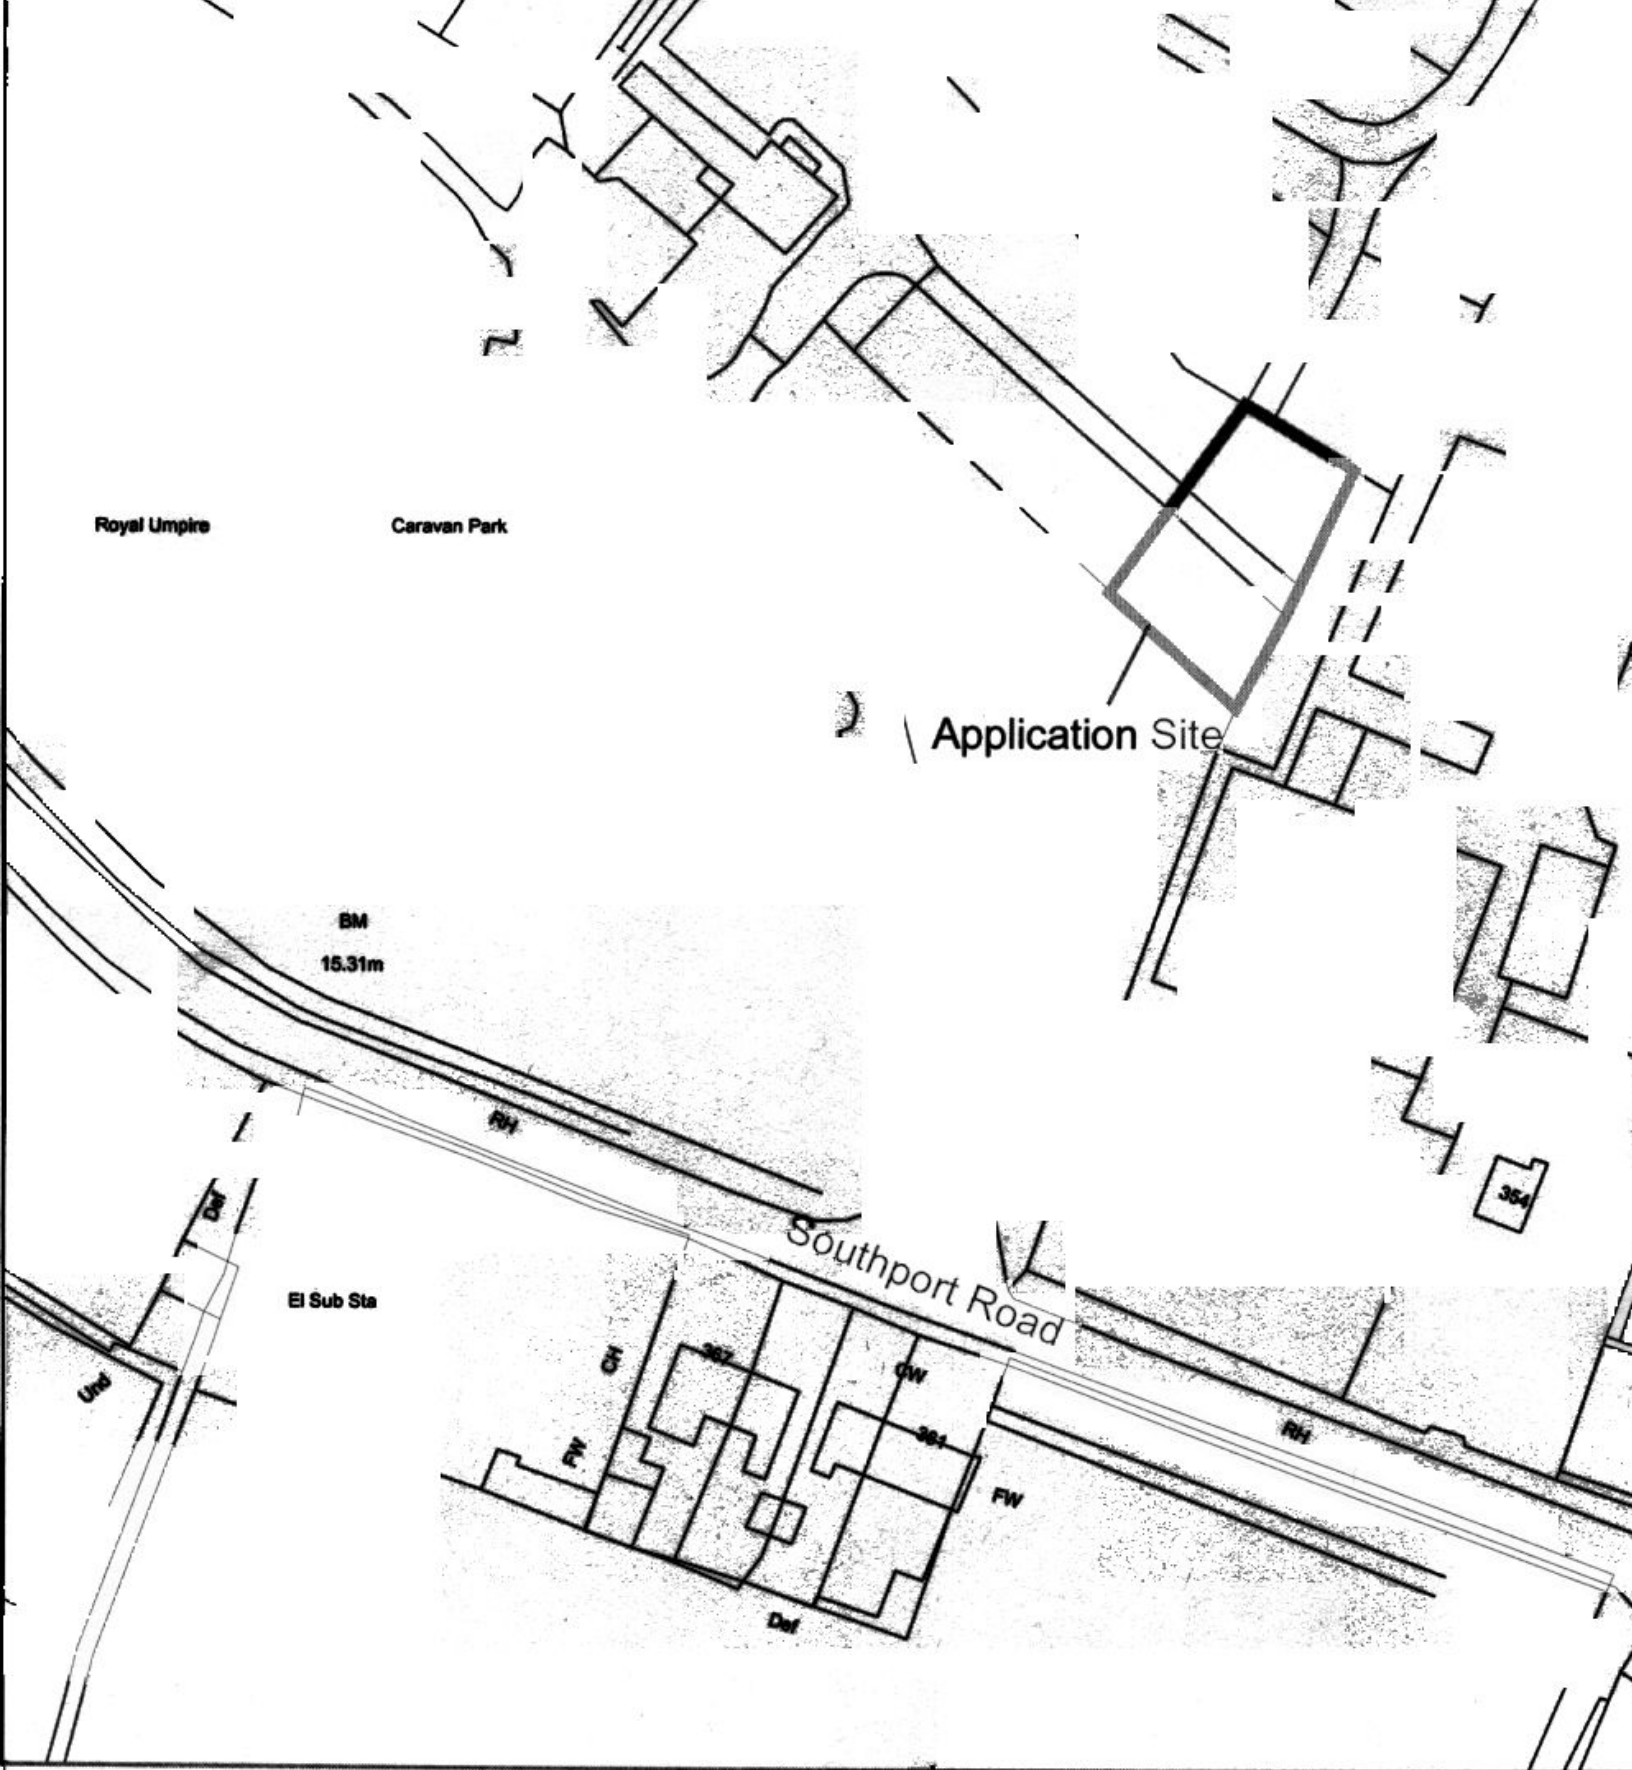 Royal Umpire
Caravan Park
Application Site
BM
15.31m
RH
354
Def
Southport Road
El Sub Sta
Und
CH
367
CW
361
RH
FW
FW
Def